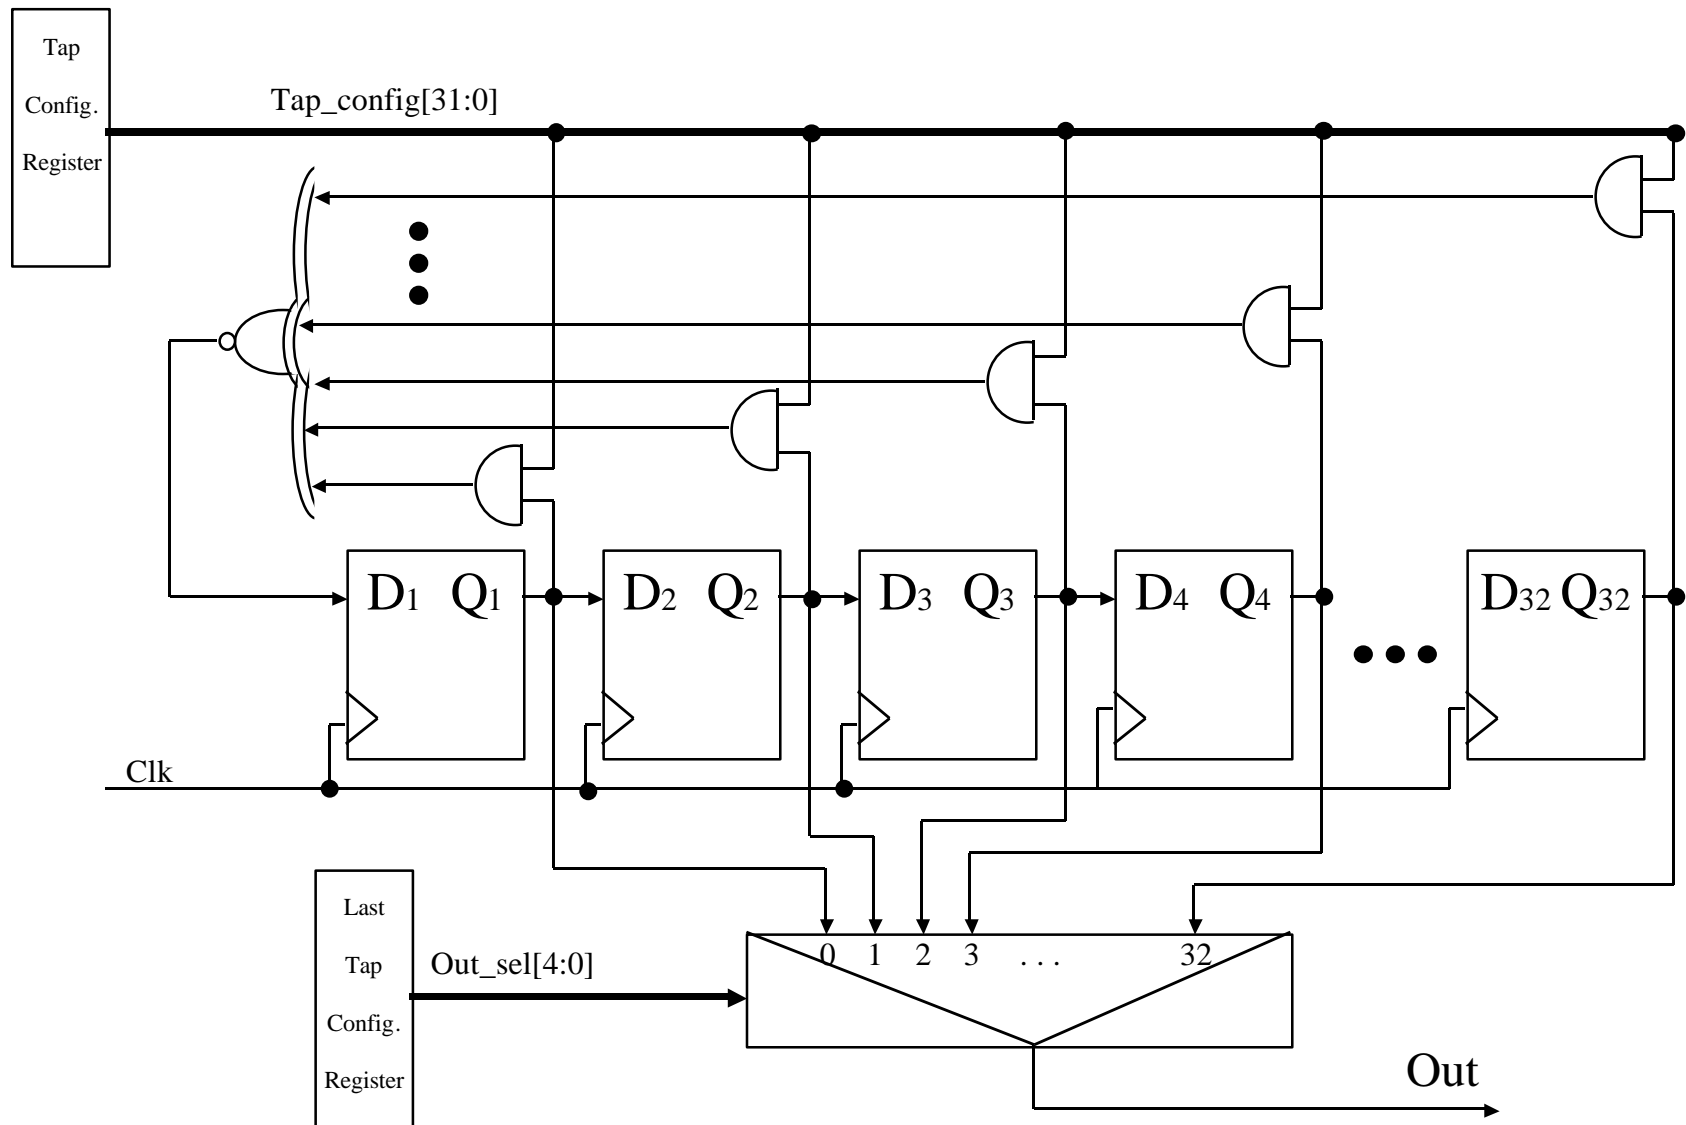 Tap
Config.
Register
Tap_config[31:0]
D1 Q1
D2 Q2
D3 Q3
D4 Q4
D32 Q32
Clk
Last
Tap
Config.
Register
Out_sel[4:0]
0 1 2 3 . . . 32
Out